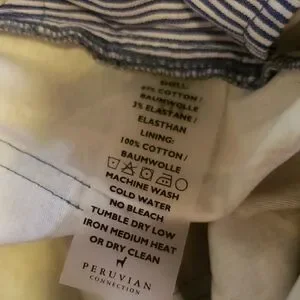 COTTON /
BAUMWOLLE
3% ELASTANE /
ELASTHAN
LINING:
100% COTTON /
BAUMWOLLE
MACHINE WASH
COLD WATER
NO BLEACH
TUMBLE DRY LOW
IRON MEDIUM HEAT
OR DRY CLEAN
PERUVIAN
CONNECTION